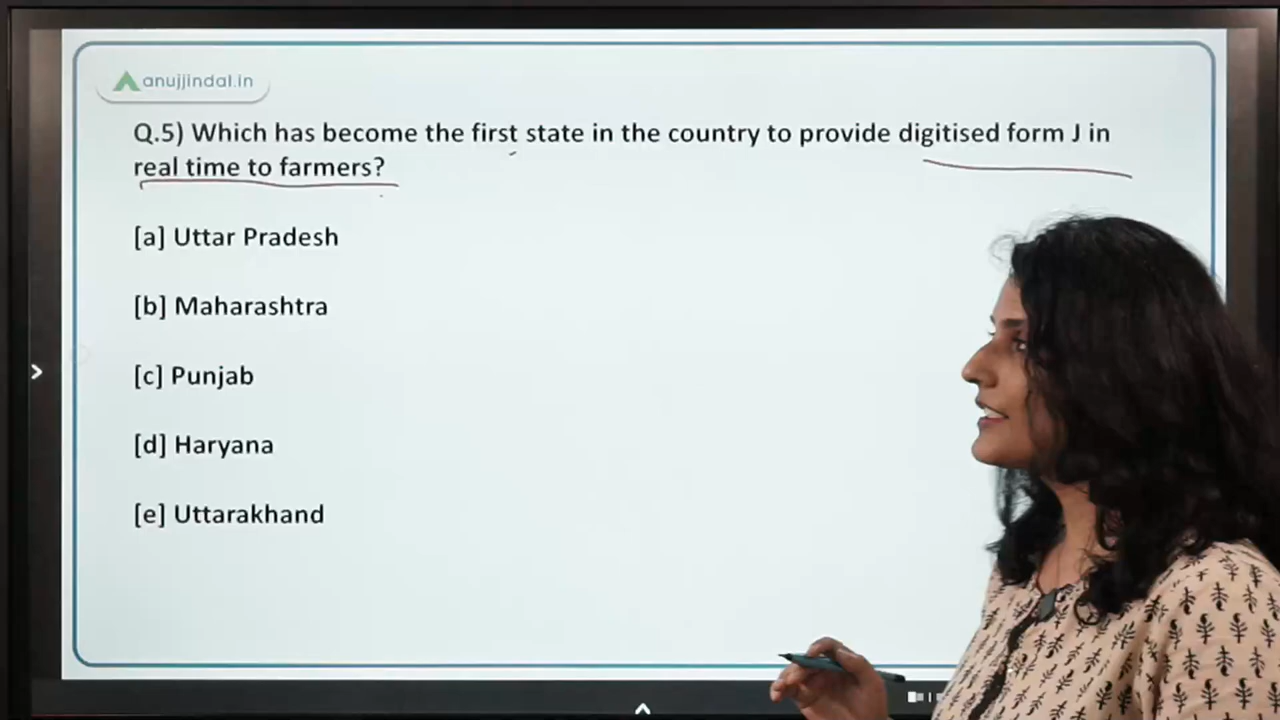 anujjindal.in
Q.5) Which has become the first state in the country to provide digitised form J in
real time to farmers?
[a] Uttar Pradesh
[b] Maharashtra
[c] Punjab
[d] Haryana
[e] Uttarakhand